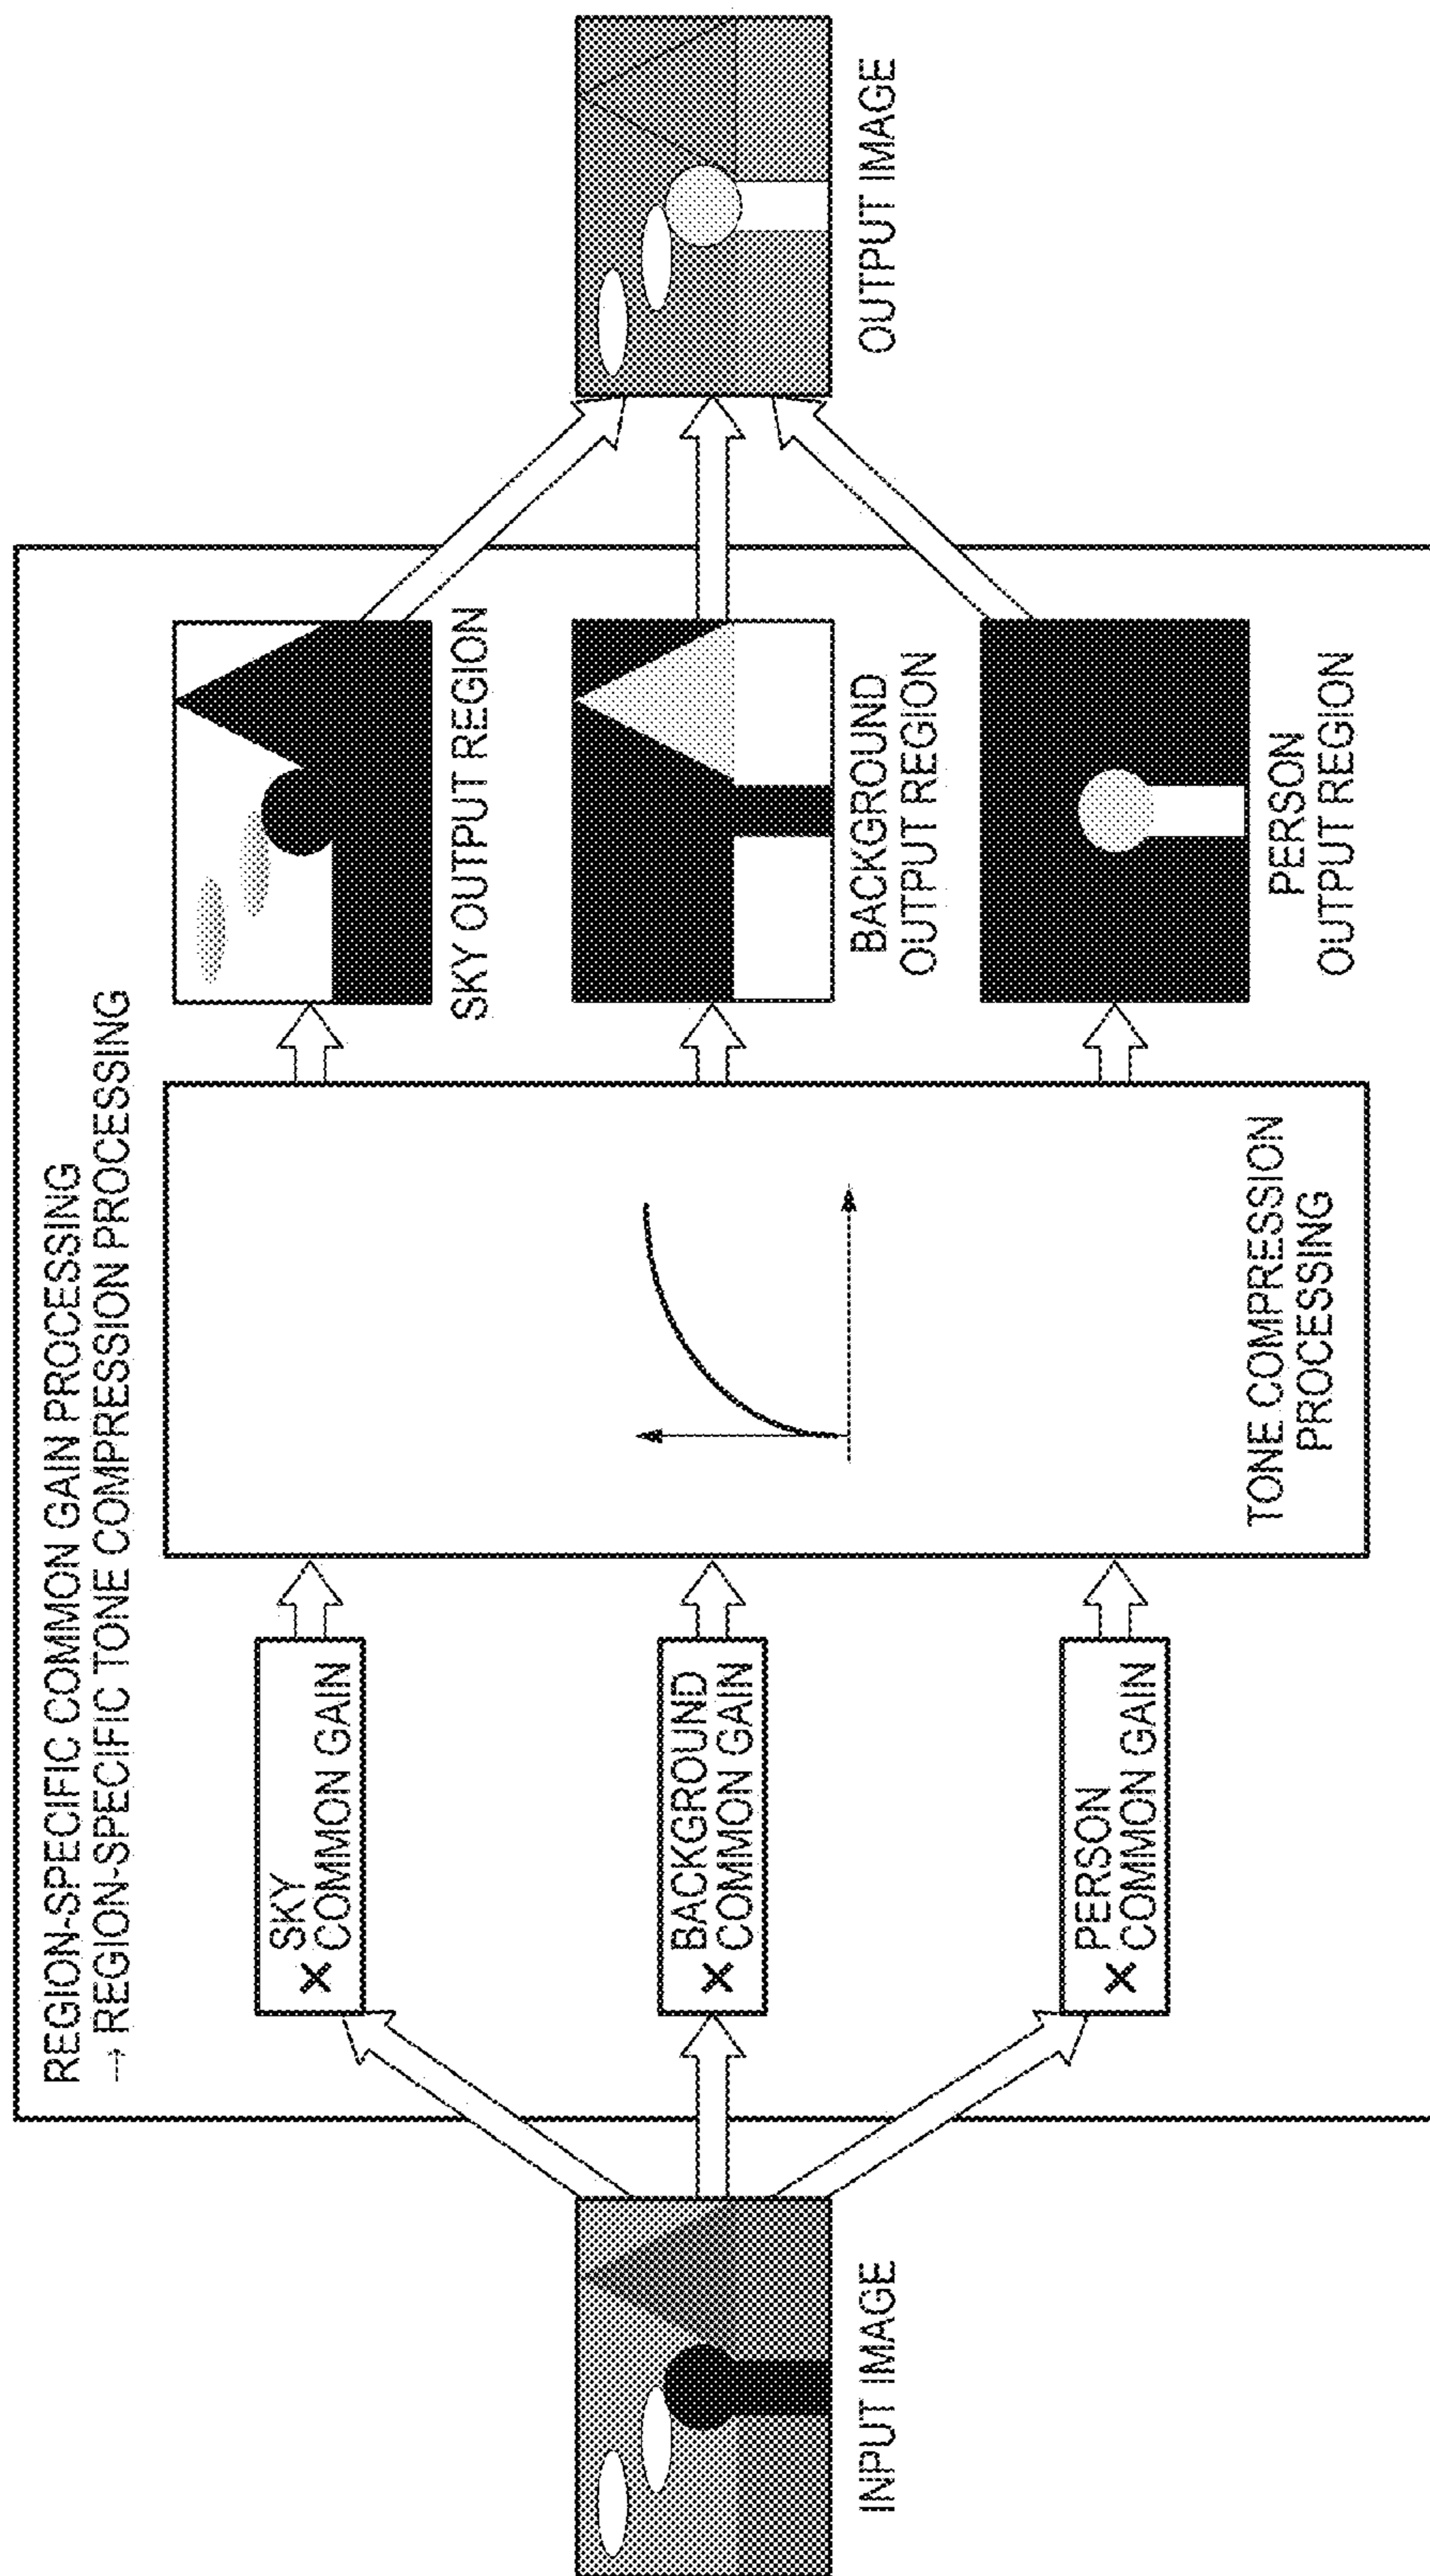 REGION-SPECIFIC COMMON GAIN PROCESSING
→ REGION-SPECIFIC TONE COMPRESSION PROCESSING
INPUT IMAGE
SKY
× COMMON GAIN
BACKGROUND
× COMMON GAIN
PERSON
× COMMON GAIN
TONE COMPRESSION
PROCESSING
SKY OUTPUT REGION
BACKGROUND
OUTPUT REGION
PERSON
OUTPUT REGION
OUTPUT IMAGE